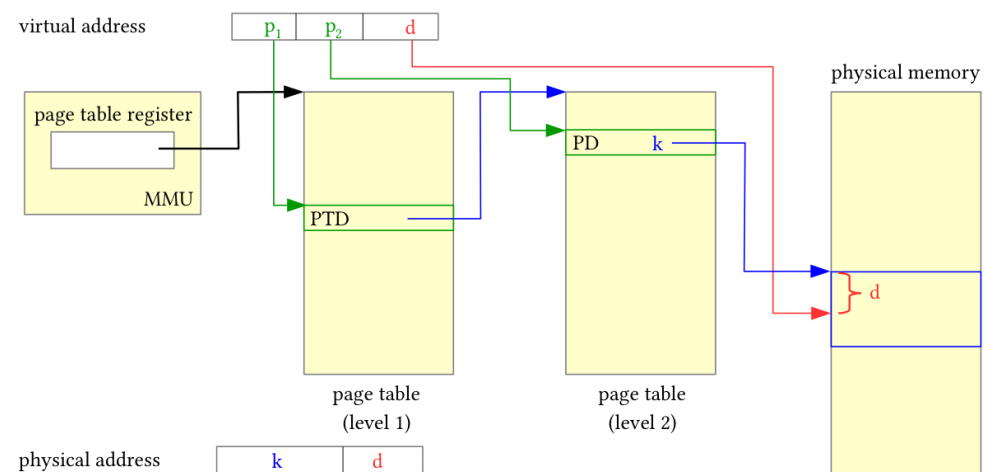 virtual address
p₁ p₂ d
physical memory
page table register
MMU
PTD
PD k
d
page table
(level 1)
page table
(level 2)
physical address
k d